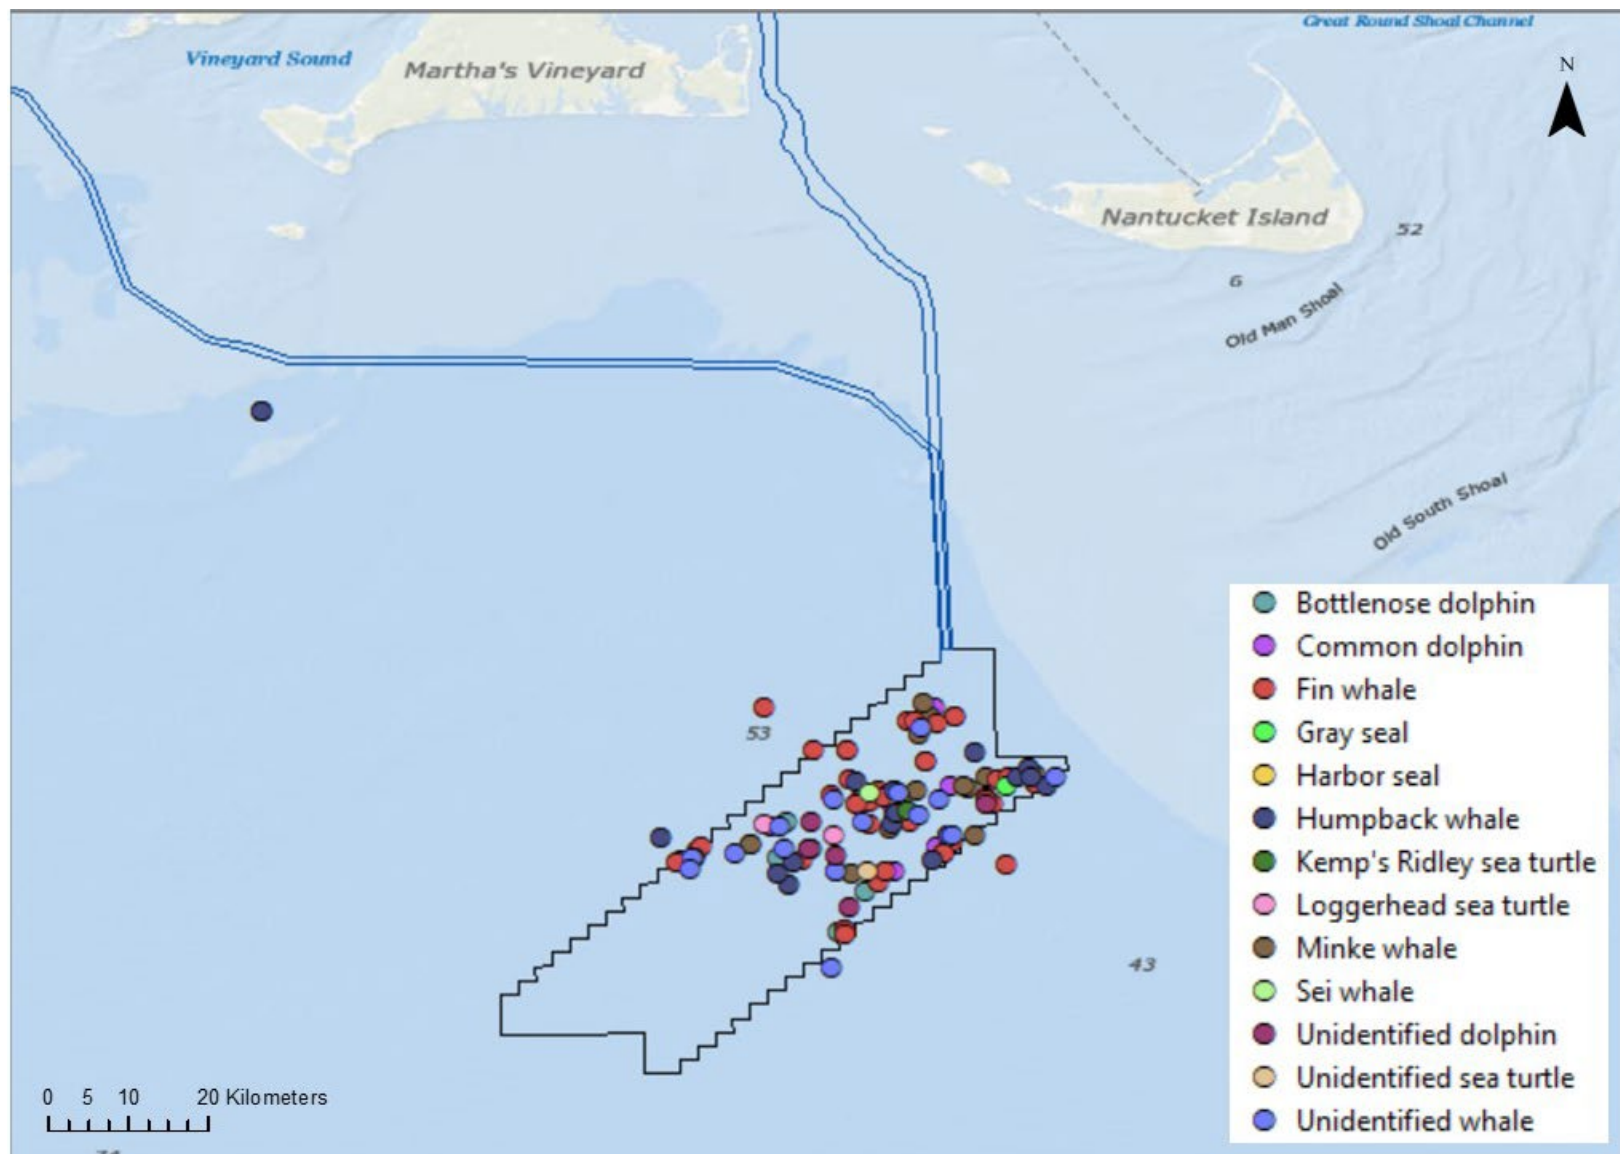 Great Round Shoal Channel
Vineyard Sound
Martha's Vineyard
N
Nantucket Island
52
6
Old Man Shoal
Old South Shoal
53
43
Bottlenose dolphin
Common dolphin
Fin whale
Gray seal
Harbor seal
Humpback whale
Kemp's Ridley sea turtle
Loggerhead sea turtle
Minke whale
Sei whale
Unidentified dolphin
Unidentified sea turtle
Unidentified whale
0 5 10 20 Kilometers